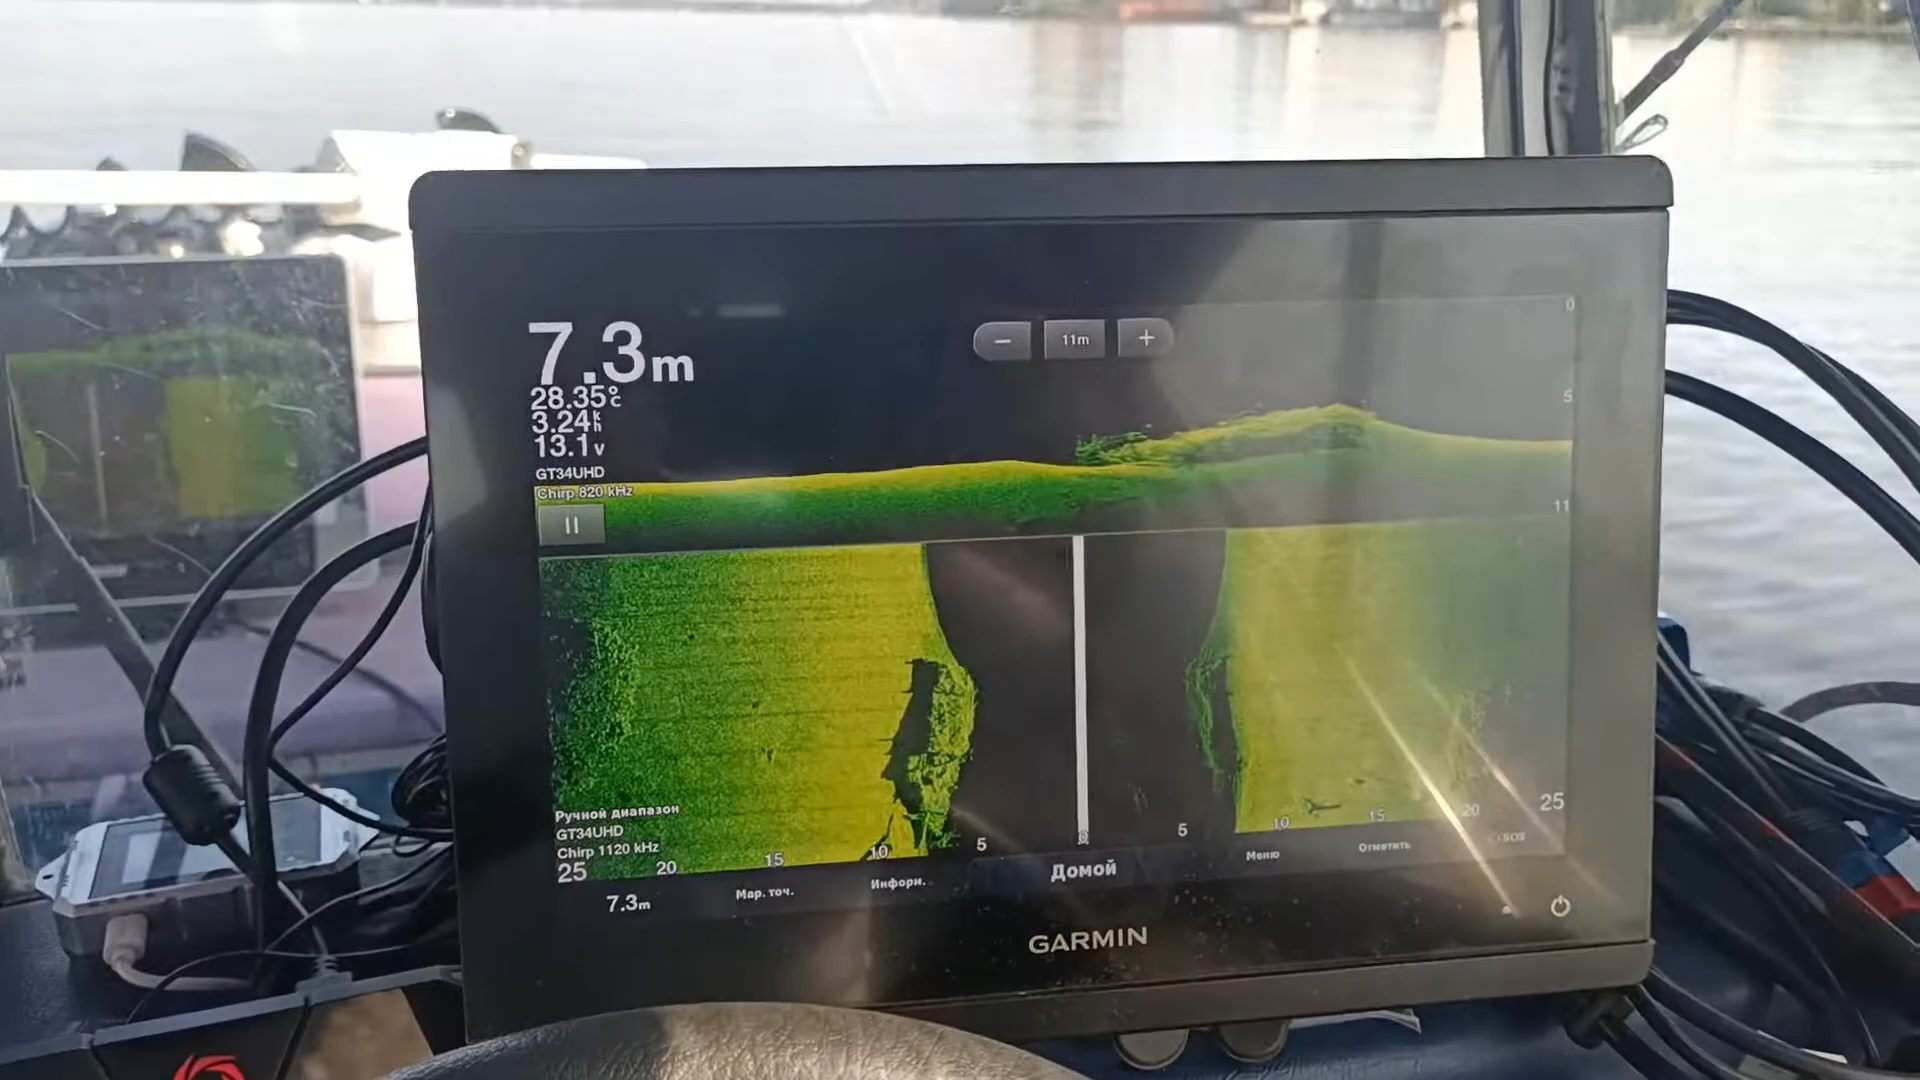 7.3m
28.35°C
3.24kh
13.1v
GT34UHD
Chirp 820 kHz
− 11m +
0
5
11
Ручной диапазон
GT34UHD
Chirp 1120 kHz
25 20 15 10 5 0 5 10 15 20 25
7.3m Мар. точ. Информ. Домой Меню Отметить SOS
GARMIN